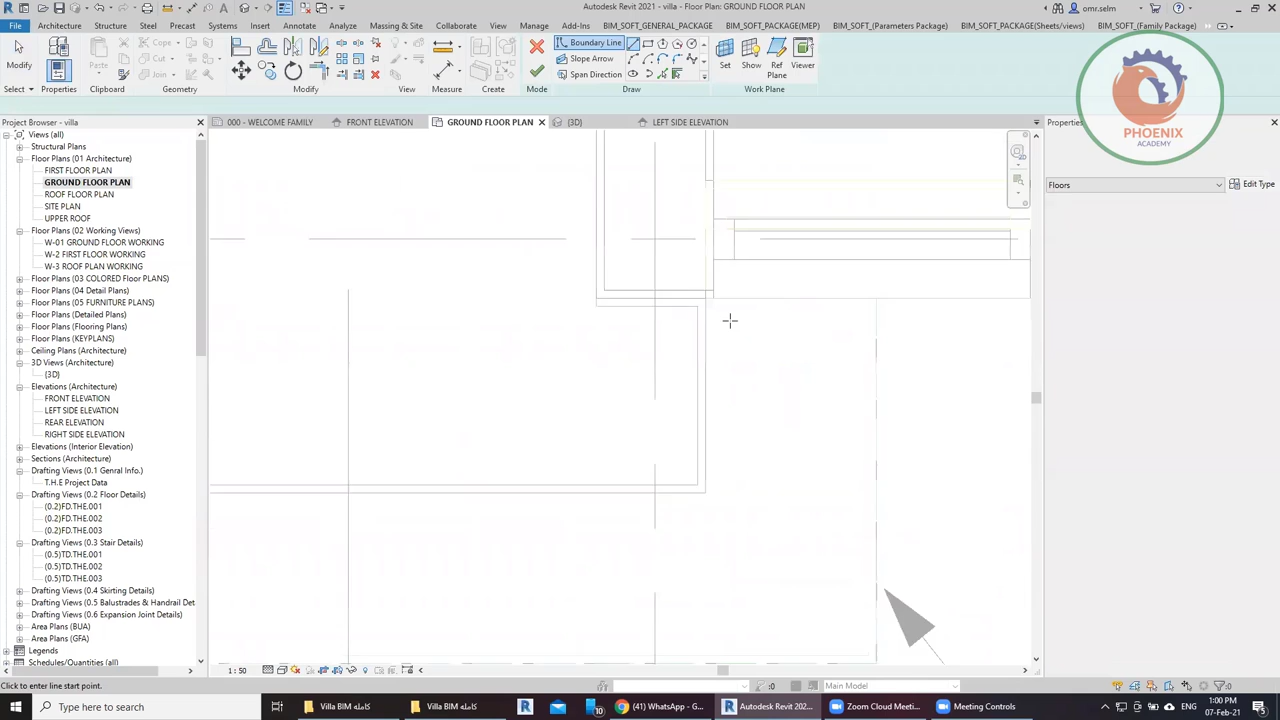 Autodesk Revit 2021 - villa - Floor Plan: GROUND FLOOR PLAN
omr.selm
File Architecture Structure Steel Precast Systems Insert Annotate Analyze Massing & Site Collaborate View Manage Add-Ins BIM_SOFT_GENERAL_PACKAGE BIM_SOFT_PACKAGE(MEP) BIM_SOFT_(Parameters Package) BIM_SOFT_PACKAGE(Sheets/views) BIM_SOFT_(Family Package)
Modify
Paste
Cope
Cut
Join
Boundary Line
Slope Arrow
Span Direction
Set
Show
Ref Plane
Viewer
Select Properties Clipboard Geometry Modify View Measure Create Mode Draw Work Plane
PHOENIX
ACADEMY
Project Browser - villa
000 - WELCOME FAMILY
FRONT ELEVATION
GROUND FLOOR PLAN
{3D}
LEFT SIDE ELEVATION
Properties
Floors
Edit Type
Views (all)
Structural Plans
Floor Plans (01 Architecture)
FIRST FLOOR PLAN
GROUND FLOOR PLAN
ROOF FLOOR PLAN
SITE PLAN
UPPER ROOF
Floor Plans (02 Working Views)
W-01 GROUND FLOOR WORKING
W-2 FIRST FLOOR WORKING
W-3 ROOF PLAN WORKING
Floor Plans (03 COLORED Floor PLANS)
Floor Plans (04 Detail Plans)
Floor Plans (05 FURNITURE PLANS)
Floor Plans (Detailed Plans)
Floor Plans (Flooring Plans)
Floor Plans (KEYPLANS)
Ceiling Plans (Architecture)
3D Views (Architecture)
{3D}
Elevations (Architecture)
FRONT ELEVATION
LEFT SIDE ELEVATION
REAR ELEVATION
RIGHT SIDE ELEVATION
Elevations (Interior Elevation)
Sections (Architecture)
Drafting Views (0.1 Genral Info.)
T.H.E Project Data
Drafting Views (0.2 Floor Details)
(0.2)FD.THE.001
(0.2)FD.THE.002
(0.2)FD.THE.003
Drafting Views (0.3 Stair Details)
(0.5)TD.THE.001
(0.5)TD.THE.002
(0.5)TD.THE.003
Drafting Views (0.4 Skirting Details)
Drafting Views (0.5 Balustrades & Handrail Det
Drafting Views (0.6 Expansion Joint Details)
Area Plans (BUA)
Area Plans (GFA)
Legends
Schedules/Quantities (all)
1 : 50
Click to enter line start point.
:0
Main Model
:0
Type here to search
Villa BIM كاملة
Villa BIM كاملة
(44) WhatsApp - G...
Autodesk Revit 202...
Zoom Cloud Meeti...
Meeting Controls
1:00 PM
07-Feb-21